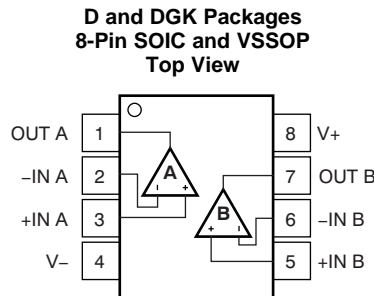 D and DGK Packages
8-Pin SOIC and VSSOP
Top View
OUT A 1 8 V+
–IN A 2 A 7 OUT B
+IN A 3 B 6 –IN B
V– 4 5 +IN B
- +
+ -